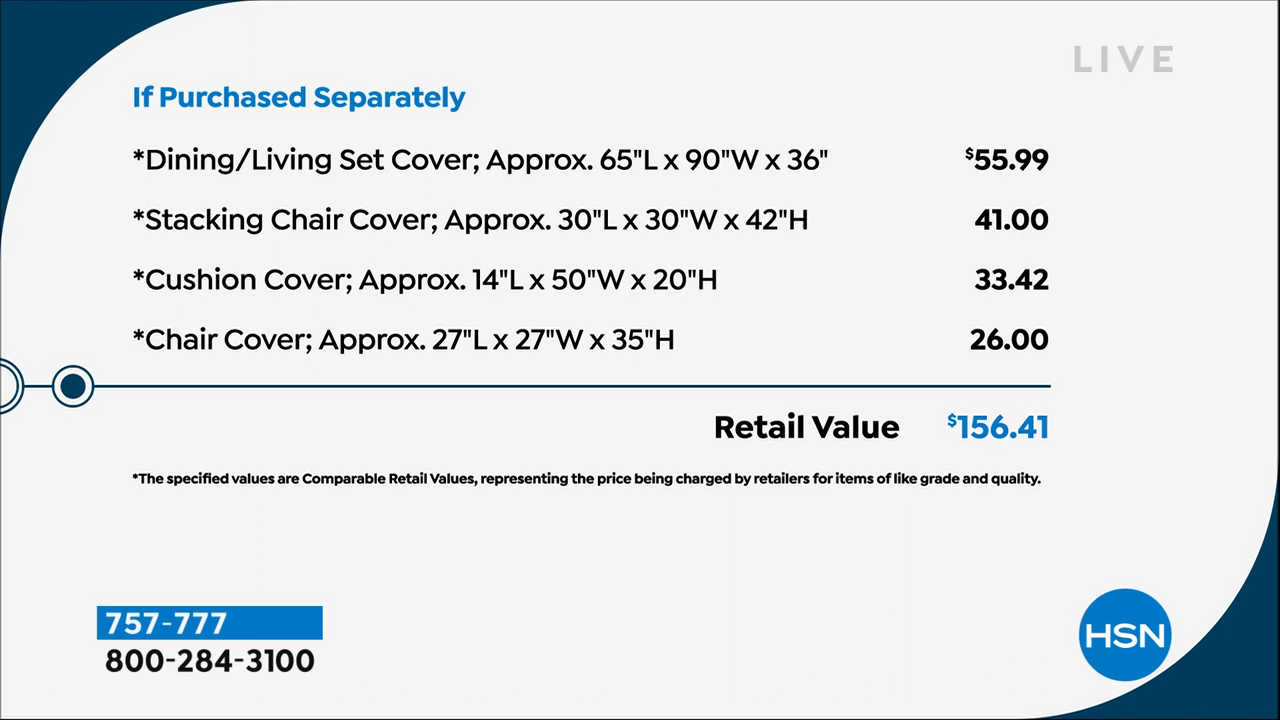 LIVE
If Purchased Separately
*Dining/Living Set Cover; Approx. 65"L x 90"W x 36" $55.99
*Stacking Chair Cover; Approx. 30"L x 30"W x 42"H 41.00
*Cushion Cover; Approx. 14"L x 50"W x 20"H 33.42
*Chair Cover; Approx. 27"L x 27"W x 35"H 26.00
Retail Value $156.41
*The specified values are Comparable Retail Values, representing the price being charged by retailers for items of like grade and quality.
757-777
800-284-3100
HSN